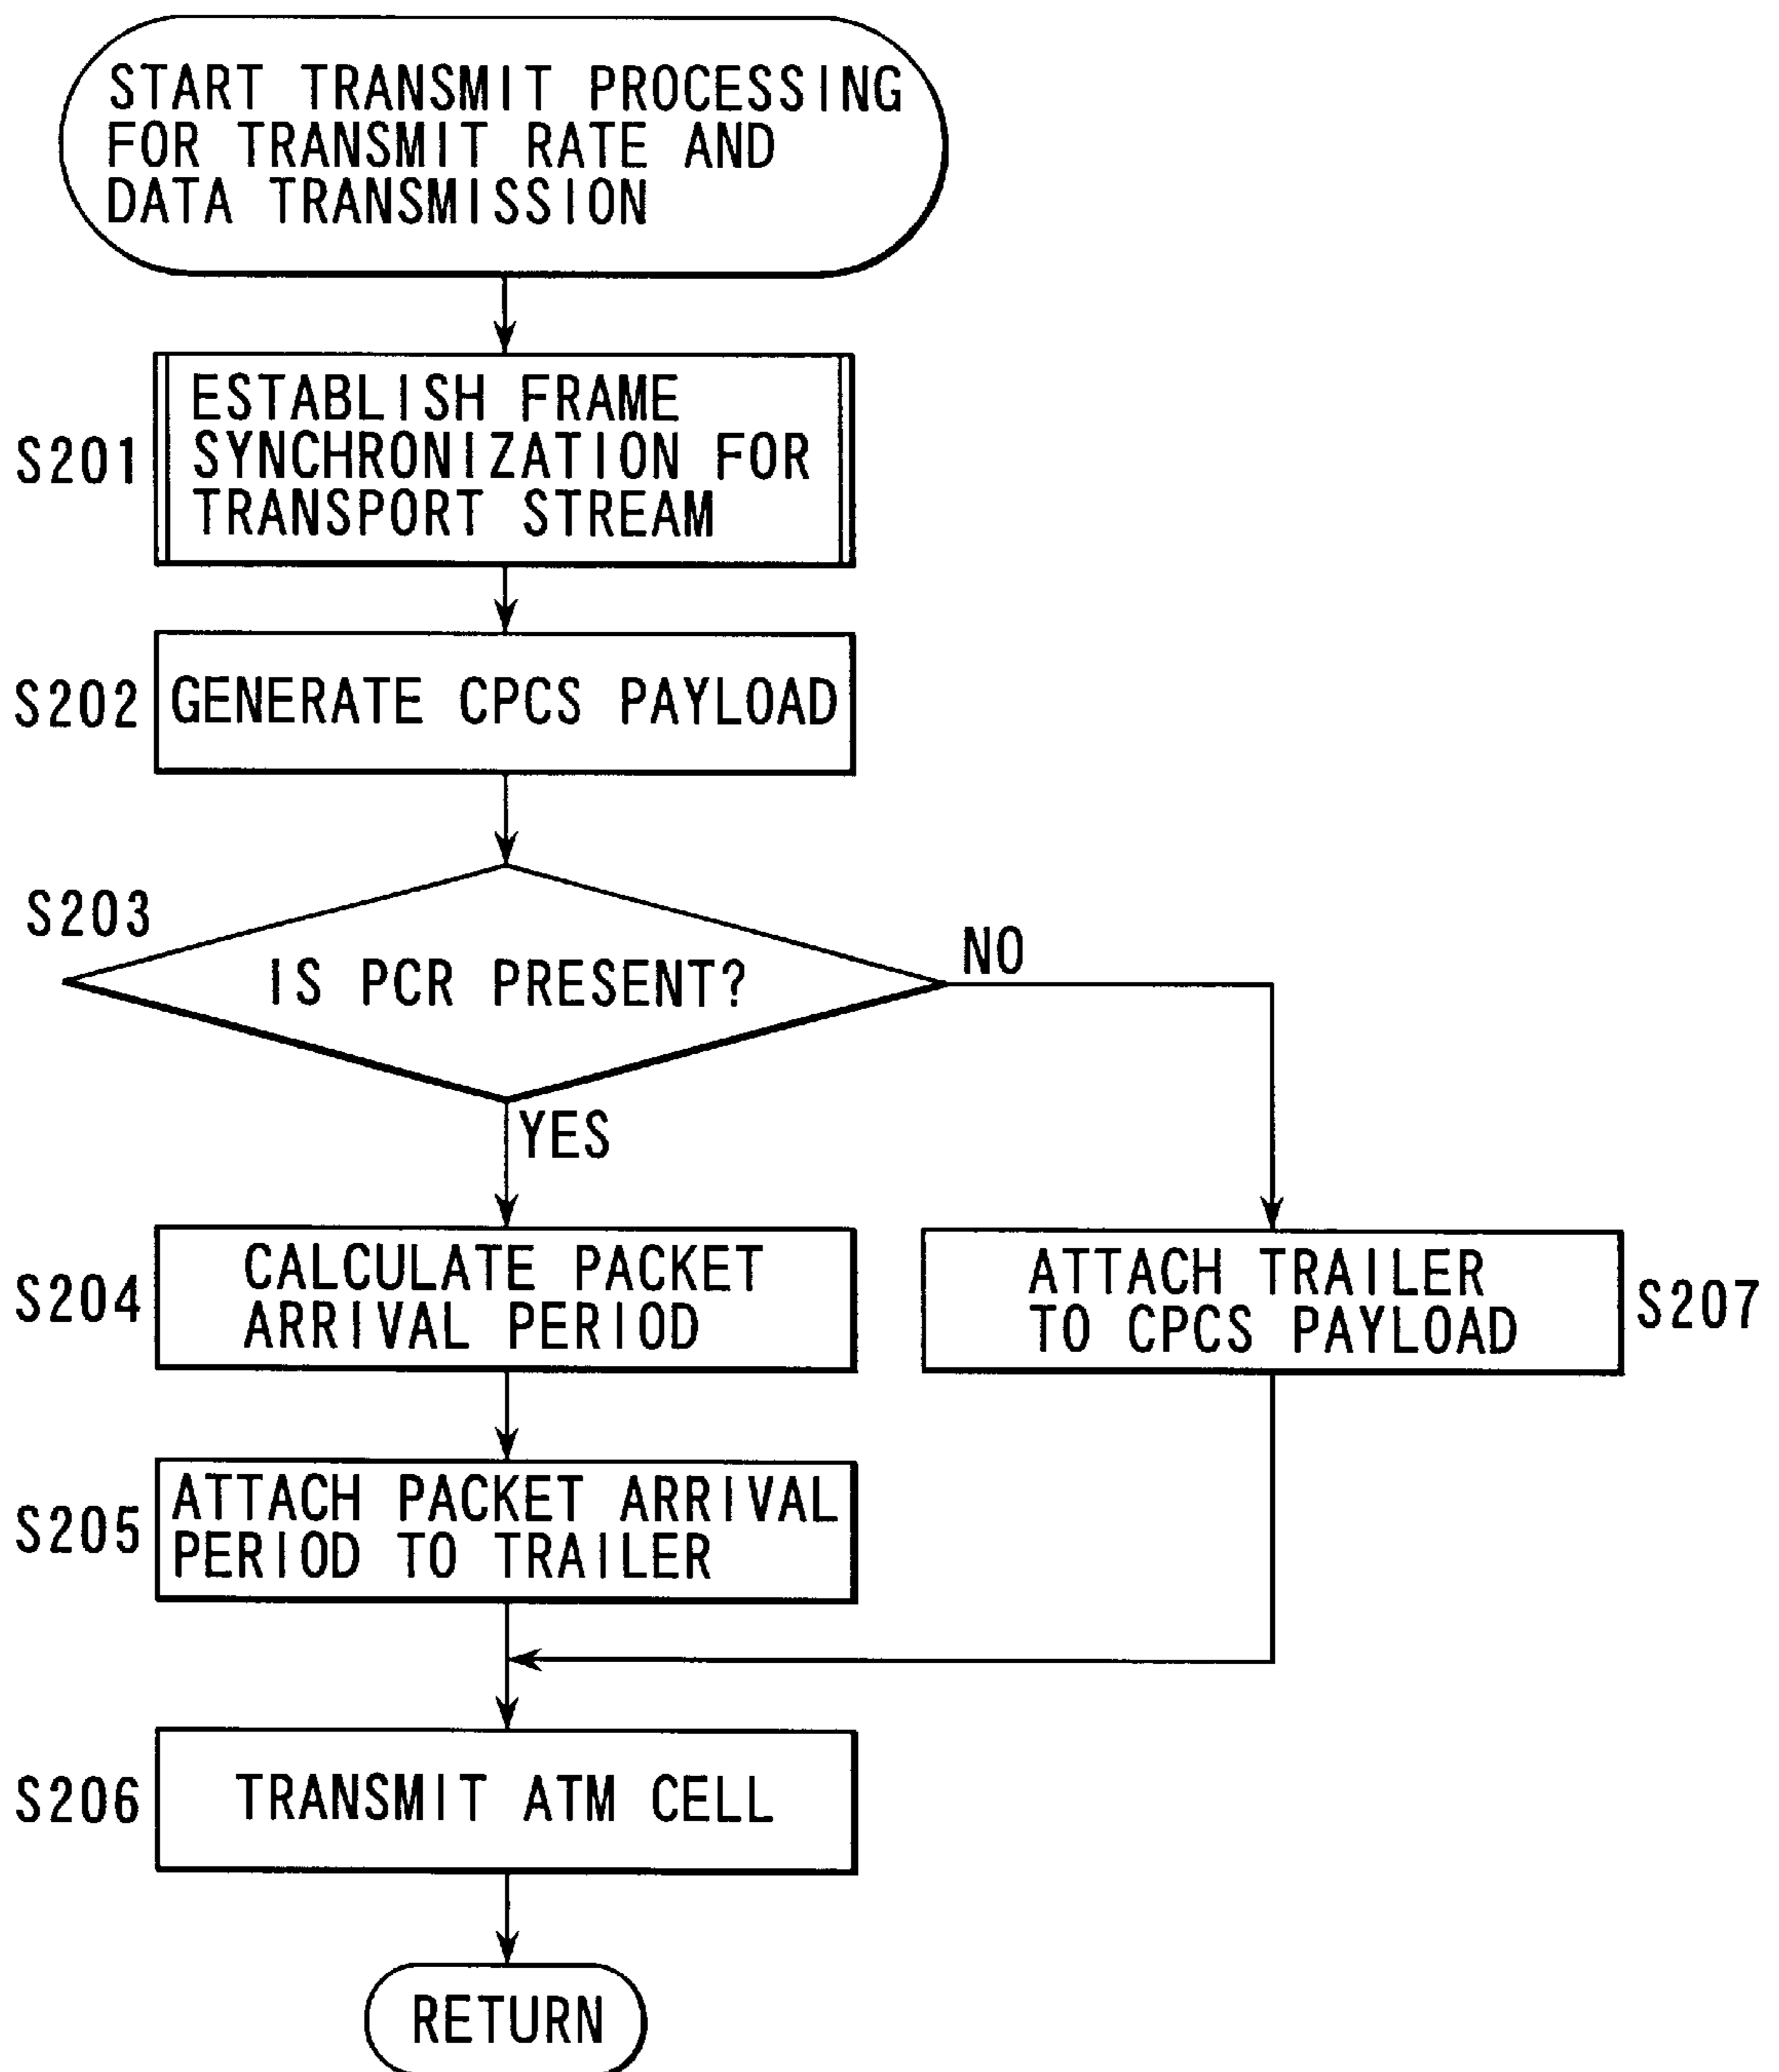 START TRANSMIT PROCESSING
FOR TRANSMIT RATE AND
DATA TRANSMISSION
S201
ESTABLISH FRAME
SYNCHRONIZATION FOR
TRANSPORT STREAM
S202
GENERATE CPCS PAYLOAD
S203
IS PCR PRESENT?
NO
YES
S204
CALCULATE PACKET
ARRIVAL PERIOD
ATTACH TRAILER
TO CPCS PAYLOAD
S207
S205
ATTACH PACKET ARRIVAL
PERIOD TO TRAILER
S206
TRANSMIT ATM CELL
RETURN